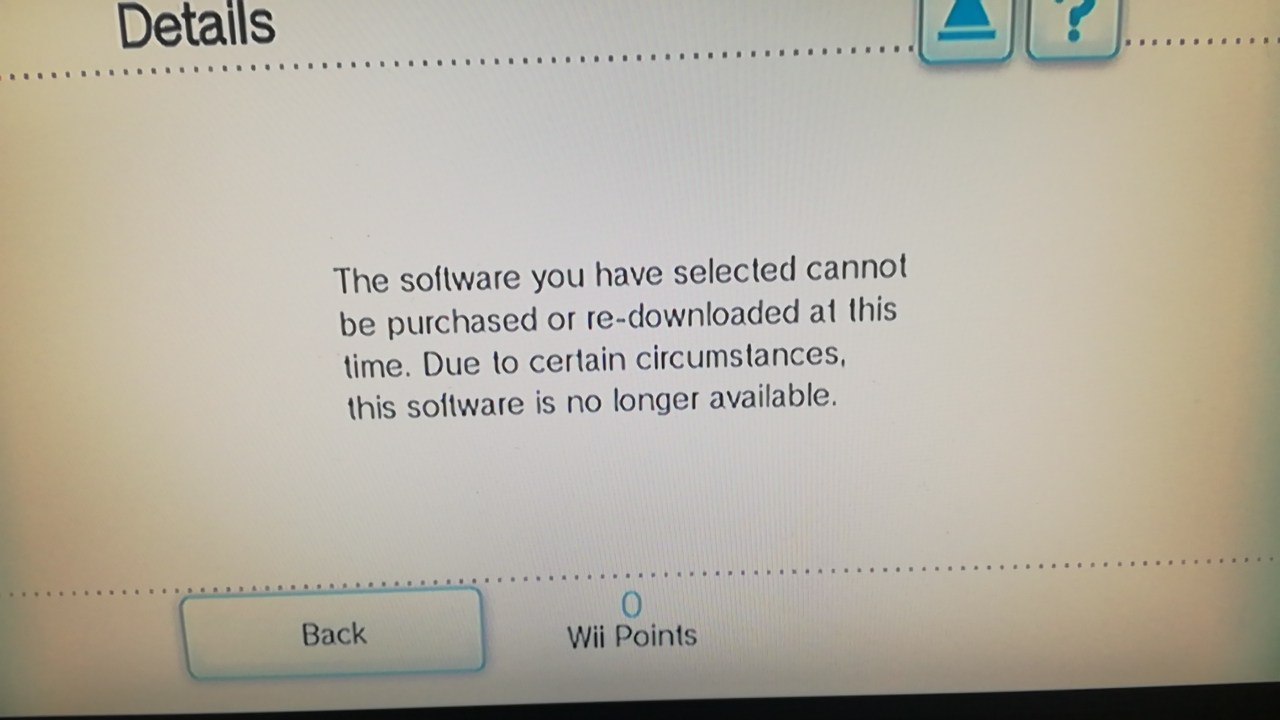 Details
?
The software you have selected cannot
be purchased or re-downloaded at this
time. Due to certain circumstances,
this software is no longer available.
Back
0
Wii Points